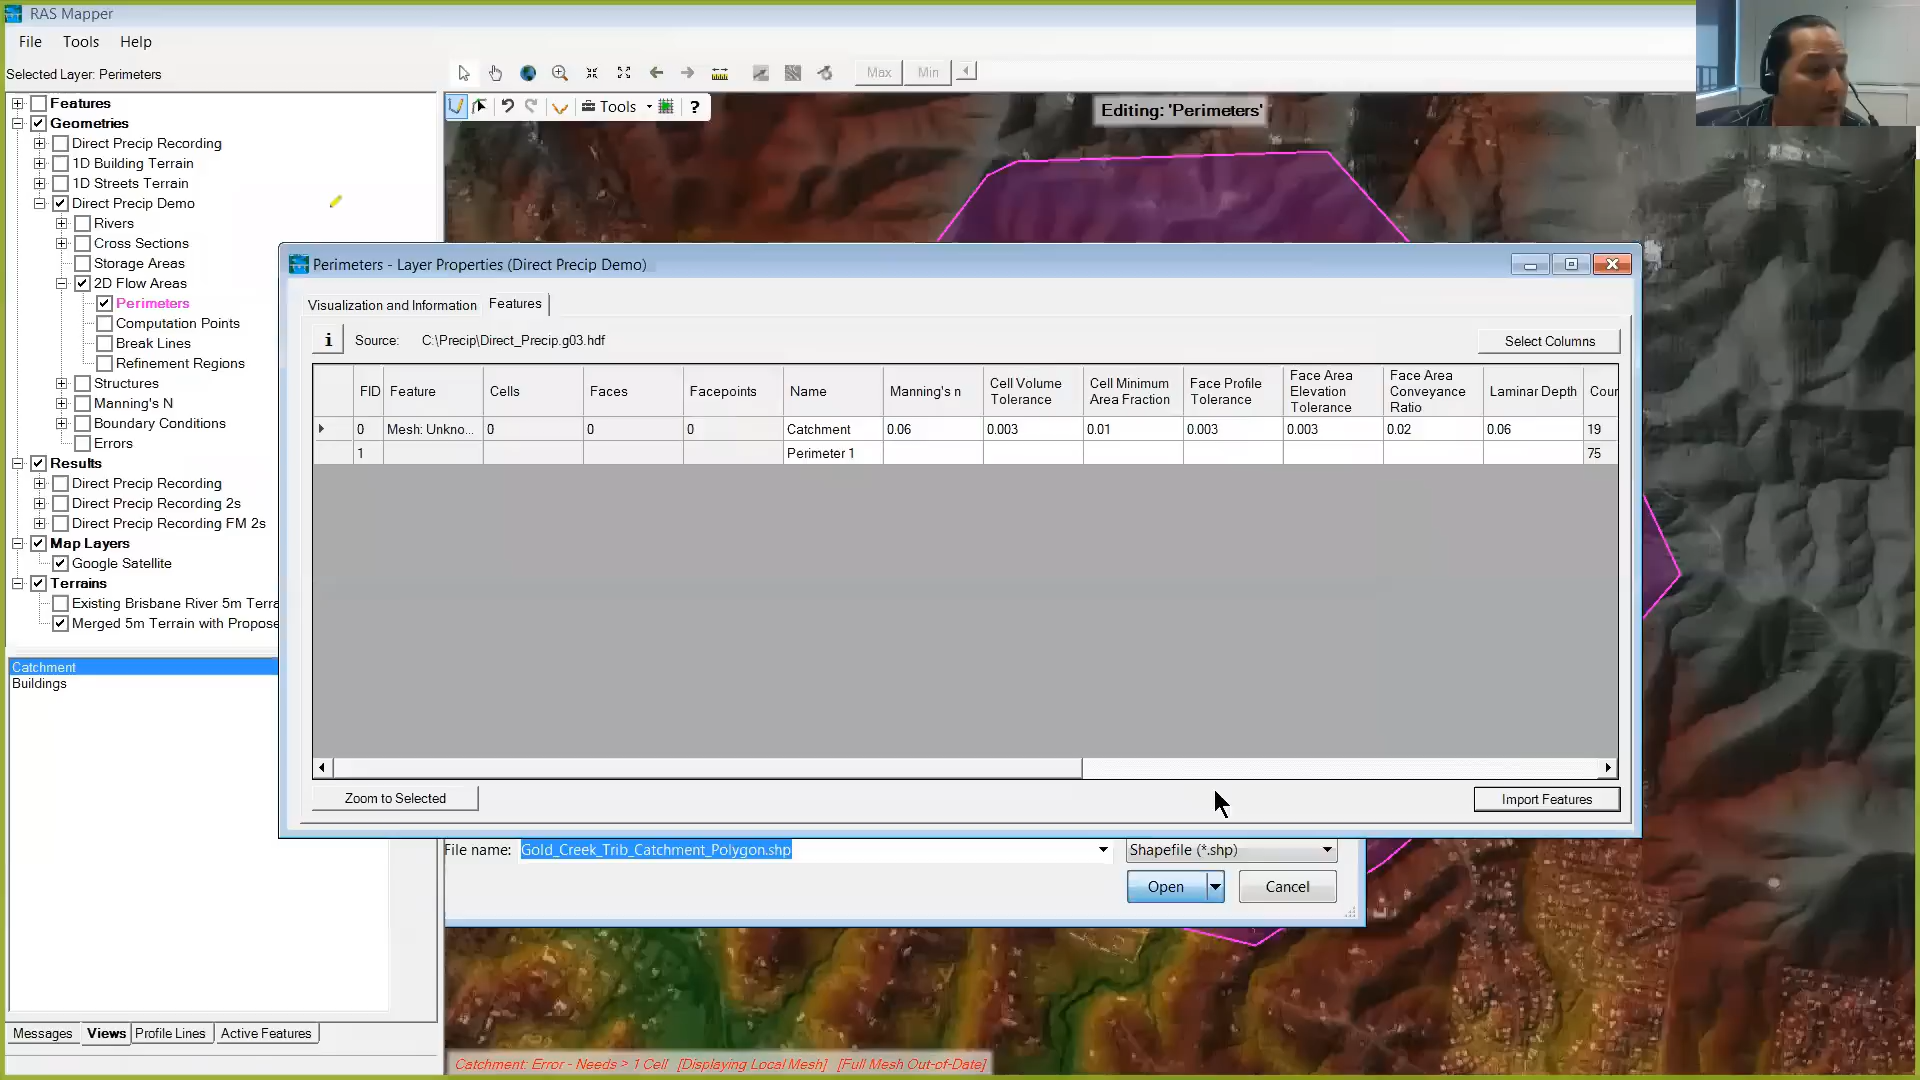 RAS Mapper
File Tools Help
Selected Layer: Perimeters
Max Min
Tools ?
Editing: 'Perimeters'
Features
Geometries
Direct Precip Recording
1D Building Terrain
1D Streets Terrain
Direct Precip Demo
Rivers
Cross Sections
Storage Areas
2D Flow Areas
Perimeters
Computation Points
Break Lines
Refinement Regions
Structures
Manning's N
Boundary Conditions
Errors
Results
Direct Precip Recording
Direct Precip Recording 2s
Direct Precip Recording FM 2s
Map Layers
Google Satellite
Terrains
Existing Brisbane River 5m Terra
Merged 5m Terrain with Propose
Catchment
Buildings
Messages Views Profile Lines Active Features
Perimeters - Layer Properties (Direct Precip Demo)
Visualization and Information Features
i Source: C:\Precip\Direct_Precip.g03.hdf Select Columns
FID Feature Cells Faces Facepoints Name Manning's n Cell Volume Tolerance Cell Minimum Area Fraction Face Profile Tolerance Face Area Elevation Tolerance Face Area Conveyance Ratio Laminar Depth Cour
0 Mesh: Unkno... 0 0 0 Catchment 0.06 0.003 0.01 0.003 0.003 0.02 0.06 19
1 Perimeter 1 75
Zoom to Selected Import Features
File name: Gold_Creek_Trib_Catchment_Polygon.shp Shapefile (*.shp)
Open Cancel
Catchment: Error - Needs > 1 Cell [Displaying Local Mesh] [Full Mesh Out-of-Date]